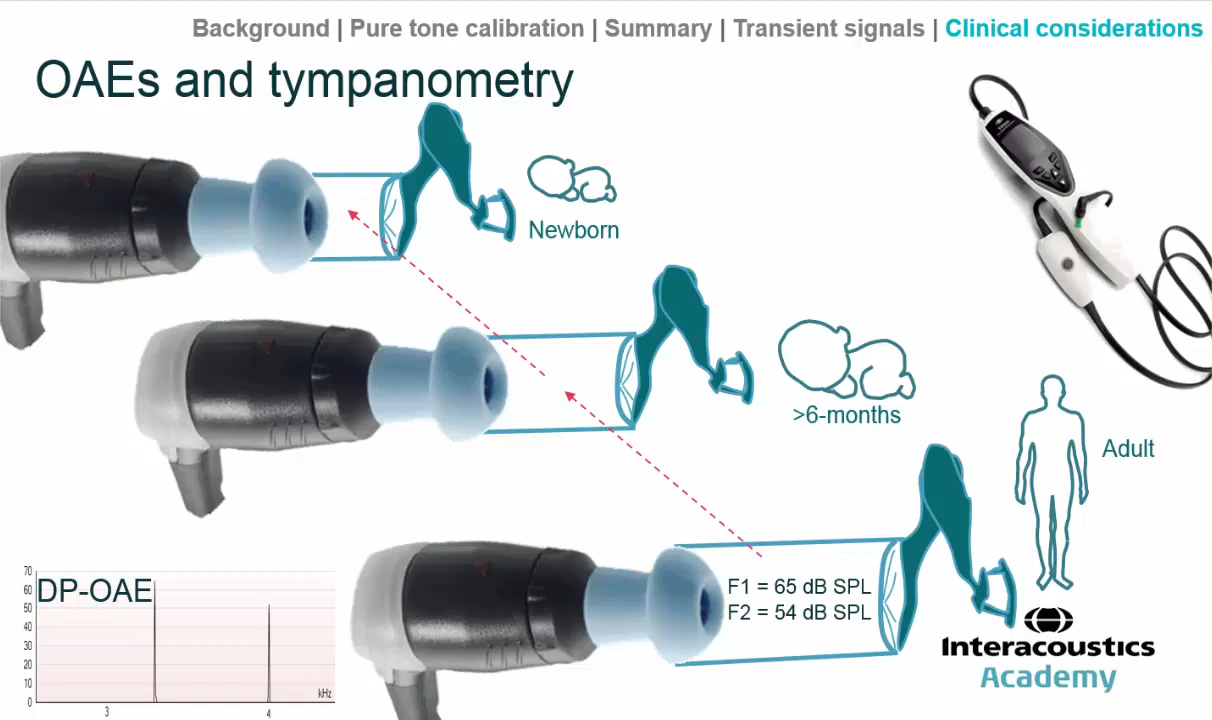 Background | Pure tone calibration | Summary | Transient signals | Clinical considerations
OAEs and tympanometry
Newborn
>6-months
Adult
F1 = 65 dB SPL
F2 = 54 dB SPL
DP-OAE
70
60
50
40
30
20
10
0
kHz
3
4
Interacoustics
Academy